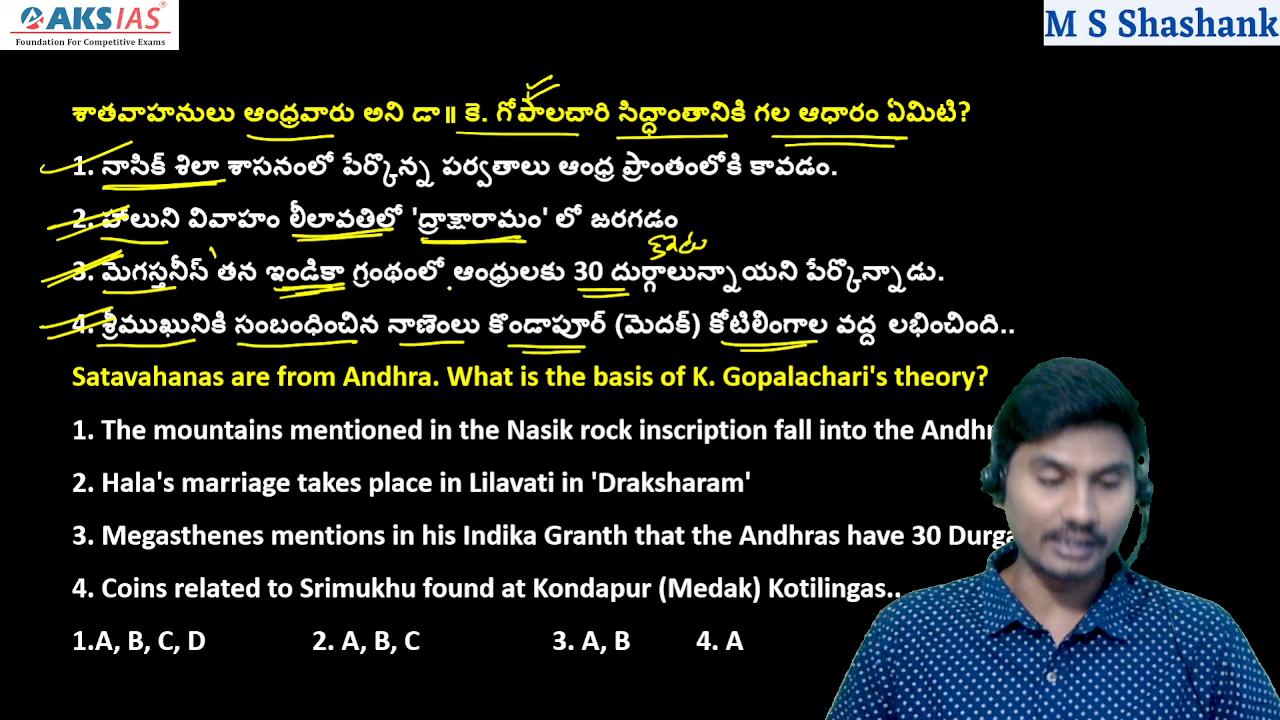 AKS IAS®
Foundation For Competitive Exams
M S Shashank
శాతవాహనులు ఆంధ్రవారు అని డా॥ కె. గోపాలచారి సిద్ధాంతానికి గల ఆధారం ఏమిటి?
1. నాసిక్ శిలా శాసనంలో పేర్కొన్న పర్వతాలు ఆంధ్ర ప్రాంతంలోకి కావడం.
2. హాలుని వివాహం లీలావతిలో 'ద్రాక్షారామం' లో జరగడం
3. మెగస్తనీస్ తన ఇండికా గ్రంథంలో ఆంధ్రులకు 30 దుర్గాలున్నాయని పేర్కొన్నాడు.
4. శ్రీముఖునికి సంబంధించిన నాణెంలు కొండాపూర్ (మెదక్) కోటిలింగాల వద్ద లభించింది..
Satavahanas are from Andhra. What is the basis of K. Gopalachari's theory?
1. The mountains mentioned in the Nasik rock inscription fall into the Andhr
2. Hala's marriage takes place in Lilavati in 'Draksharam'
3. Megasthenes mentions in his Indika Granth that the Andhras have 30 Durga
4. Coins related to Srimukhu found at Kondapur (Medak) Kotilingas..
1.A, B, C, D 2. A, B, C 3. A, B 4. A